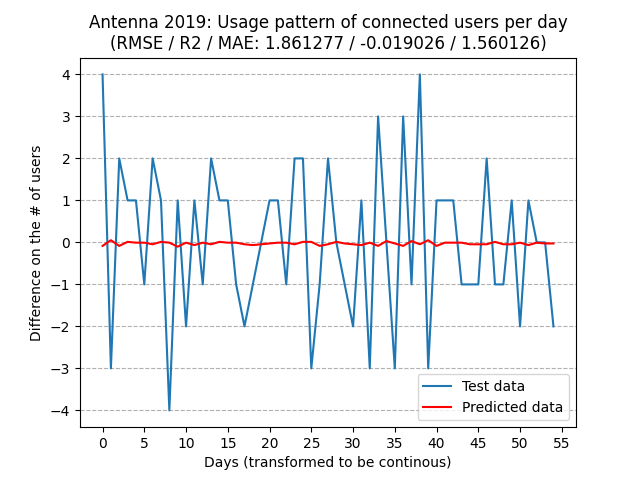 Antenna 2019: Usage pattern of connected users per day
(RMSE / R2 / MAE: 1.861277 / -0.019026 / 1.560126)
4
3
2
1
0
−1
−2
−3
−4
Difference on the # of users
Test data
Predicted data
0 5 10 15 20 25 30 35 40 45 50 55
Days (transformed to be continous)